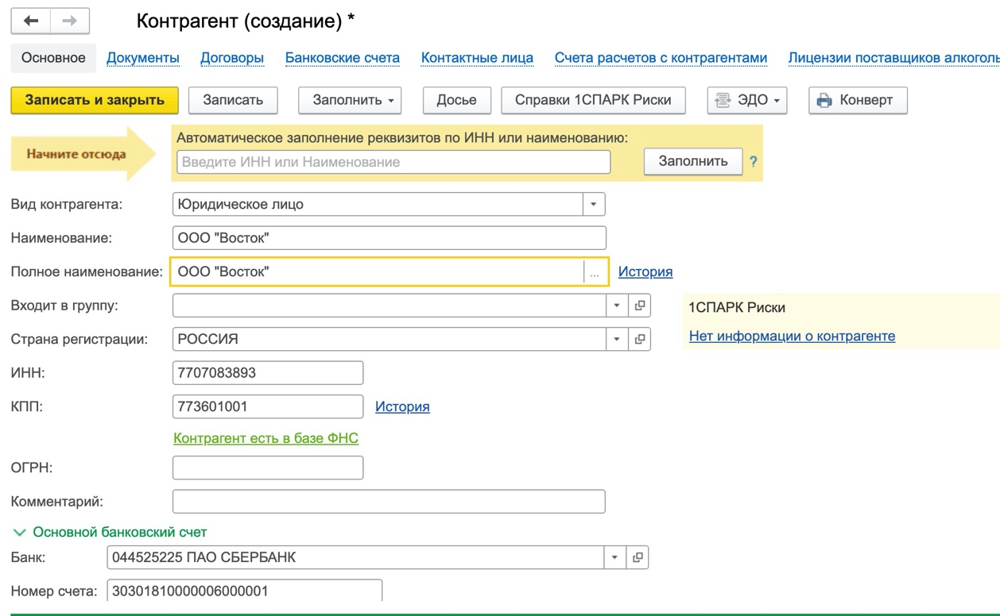 Контрагент (создание) *
Основное Документы Договоры Банковские счета Контактные лица Счета расчетов с контрагентами Лицензии поставщиков алкоголь
Записать и закрыть Записать Заполнить Досье Справки 1СПАРК Риски ЭДО Конверт
Начните отсюда
Автоматическое заполнение реквизитов по ИНН или наименованию:
Введите ИНН или Наименование Заполнить ?
Вид контрагента: Юридическое лицо
Наименование: ООО "Восток"
Полное наименование: ООО "Восток" ... История
Входит в группу:
1СПАРК Риски
Страна регистрации: РОССИЯ
Нет информации о контрагенте
ИНН: 7707083893
КПП: 773601001 История
Контрагент есть в базе ФНС
ОГРН:
Комментарий:
Основной банковский счет
Банк: 044525225 ПАО СБЕРБАНК
Номер счета: 30301810000006000001